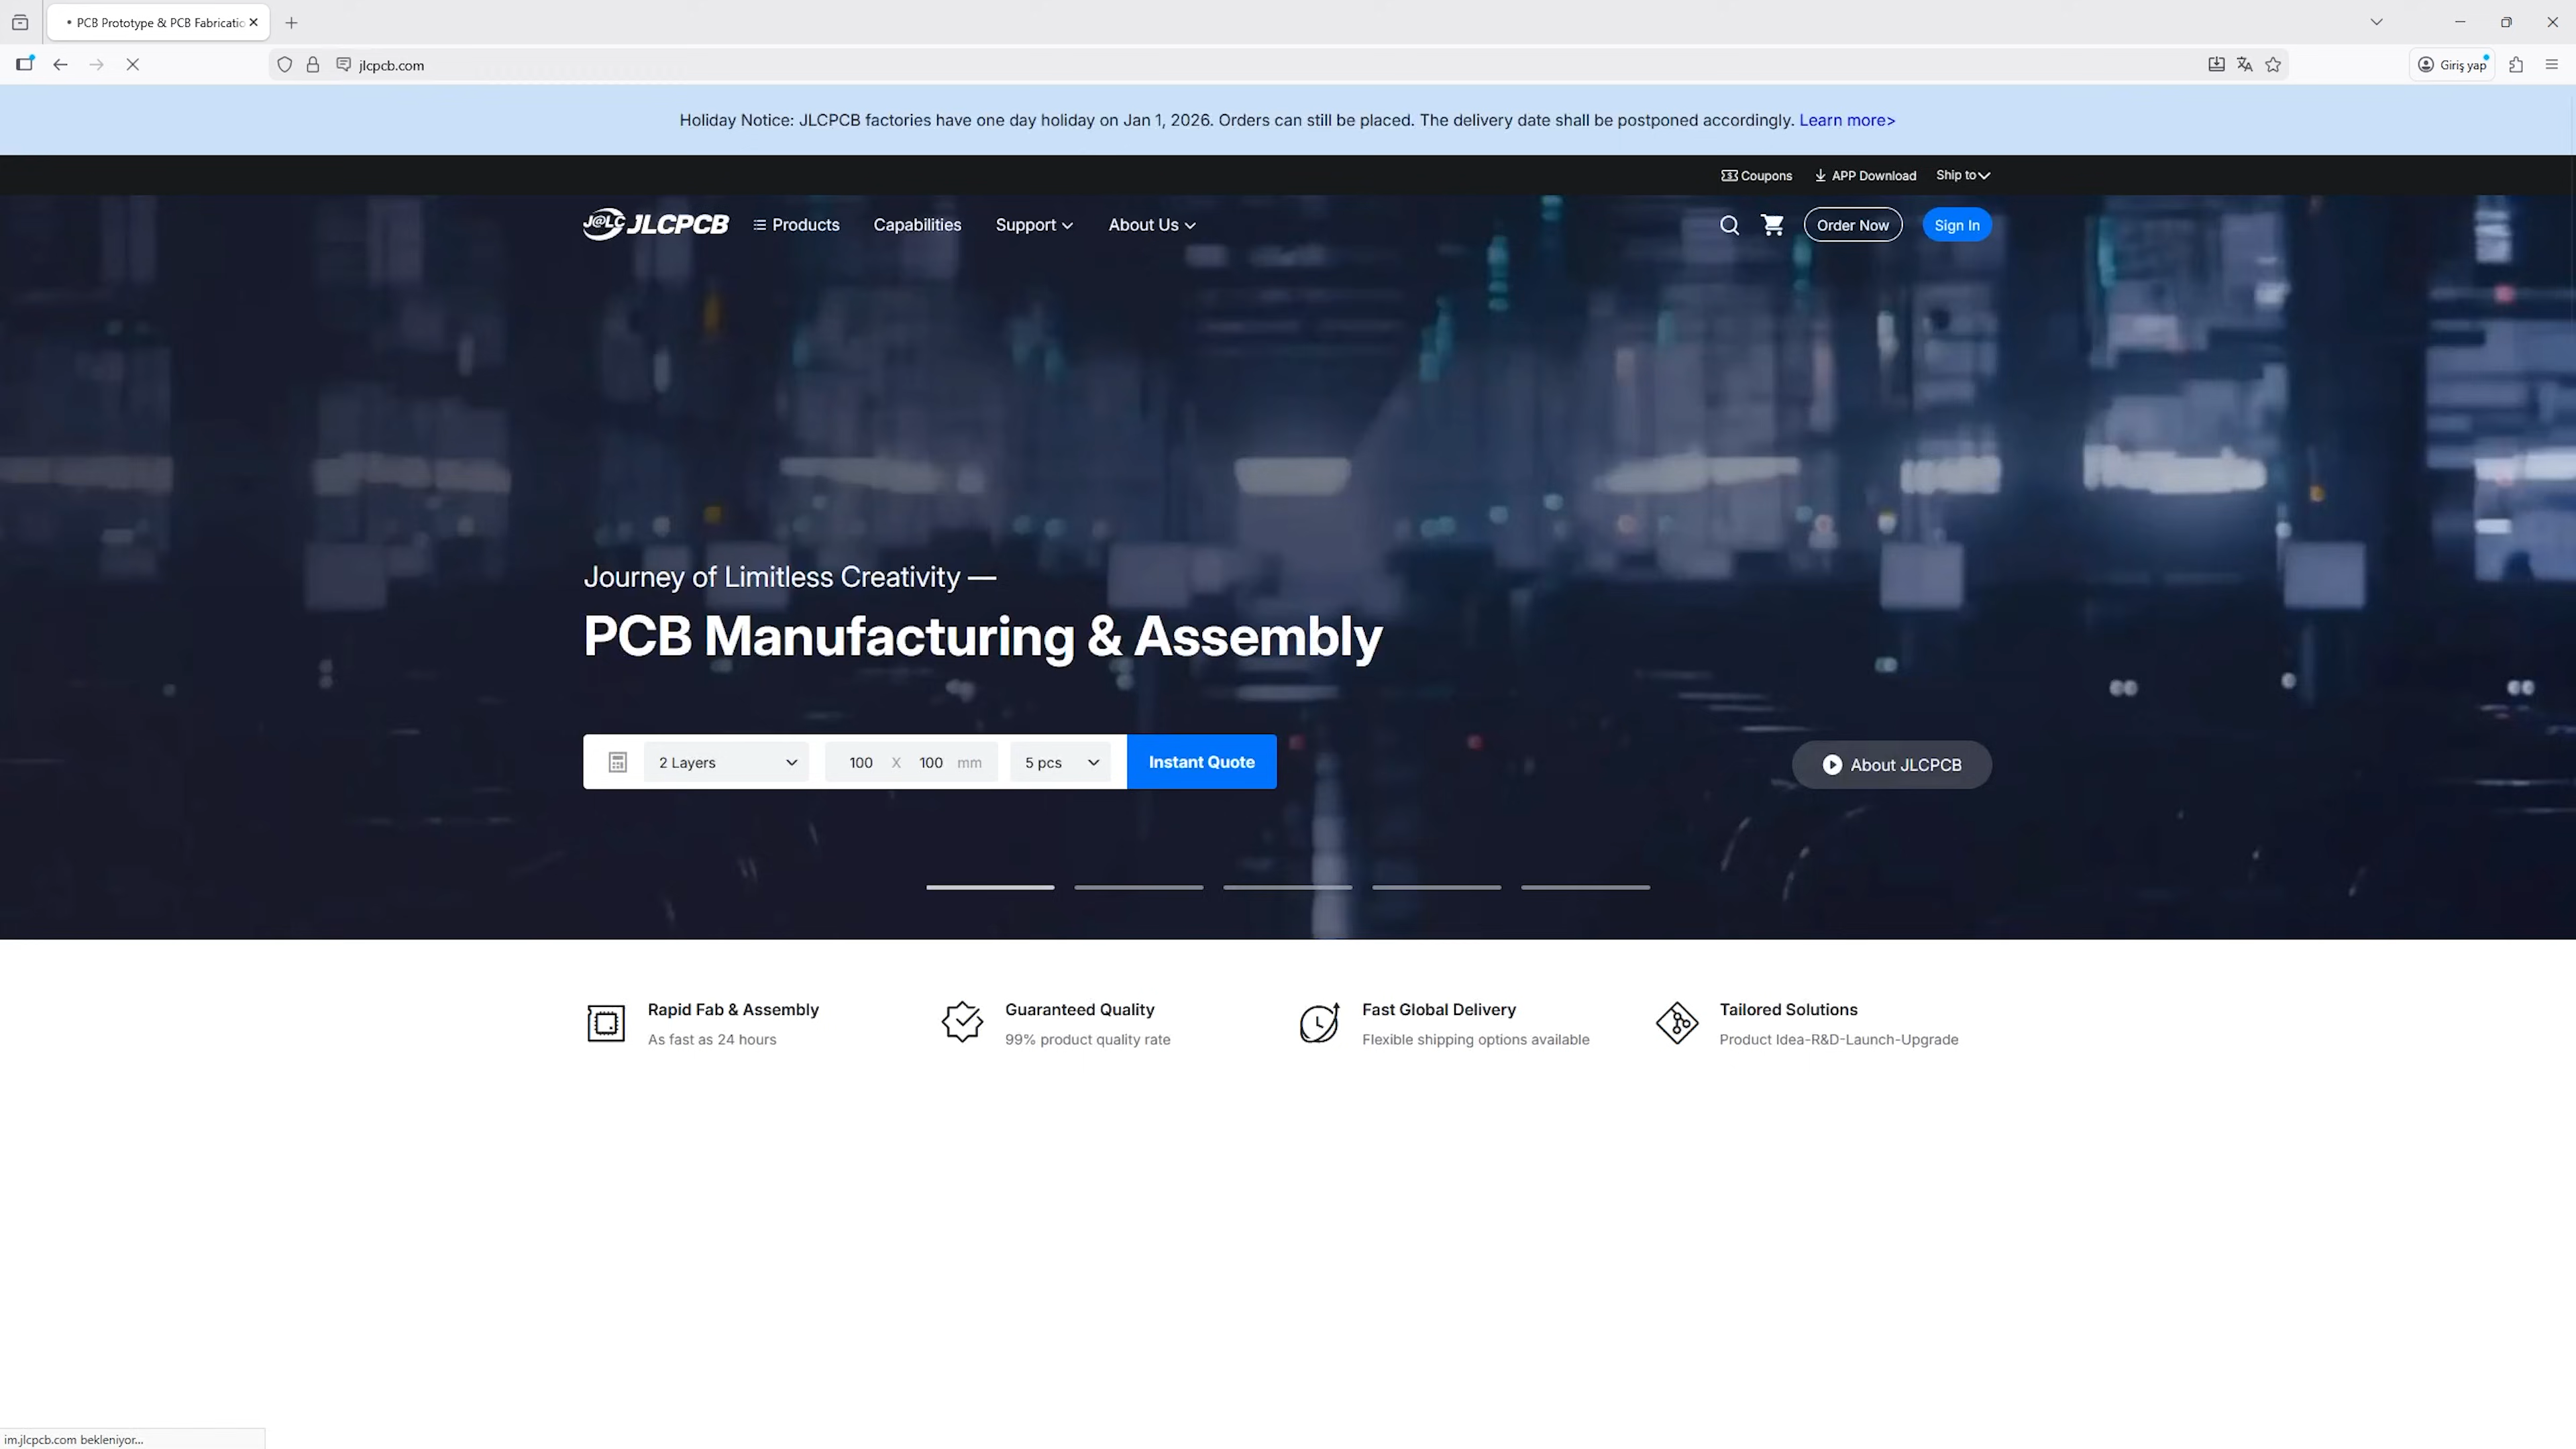 PCB Prototype & PCB Fabricatio
jlcpcb.com
Giriş yap
Holiday Notice: JLCPCB factories have one day holiday on Jan 1, 2026. Orders can still be placed. The delivery date shall be postponed accordingly. Learn more>
Coupons APP Download Ship to
J@LC JLCPCB Products Capabilities Support About Us Order Now Sign In
Journey of Limitless Creativity —
PCB Manufacturing & Assembly
2 Layers 100 X 100 mm 5 pcs Instant Quote
About JLCPCB
Rapid Fab & Assembly
As fast as 24 hours
Guaranteed Quality
99% product quality rate
Fast Global Delivery
Flexible shipping options available
Tailored Solutions
Product Idea-R&D-Launch-Upgrade
im.jlcpcb.com bekleniyor...